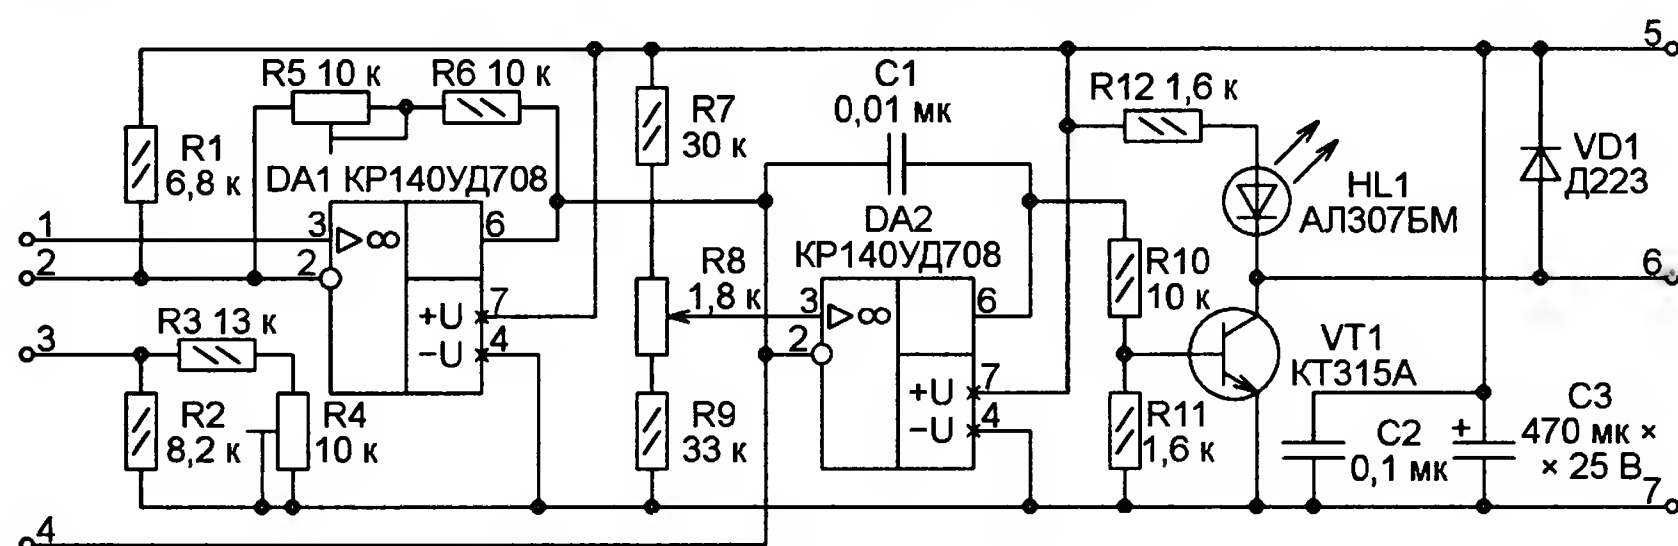 5
R5 10 к
R6 10 к
C1
0,01 мк
R12 1,6 к
R1
6,8 к
R7
30 к
VD1
Д223
DA1 КР140УД708
HL1
АЛ307БМ
DA2
КР140УД708
1
3
▷∞
6
2
2
R8
1,8 к
3
▷∞
6
R10
10 к
6
+U
7
−U
4
3
R3 13 к
2
VT1
КТ315А
R2
8,2 к
R4
10 к
R9
33 к
+U
7
−U
4
R11
1,6 к
C2
0,1 мк
+
C3
470 мк ×
× 25 В
7
4